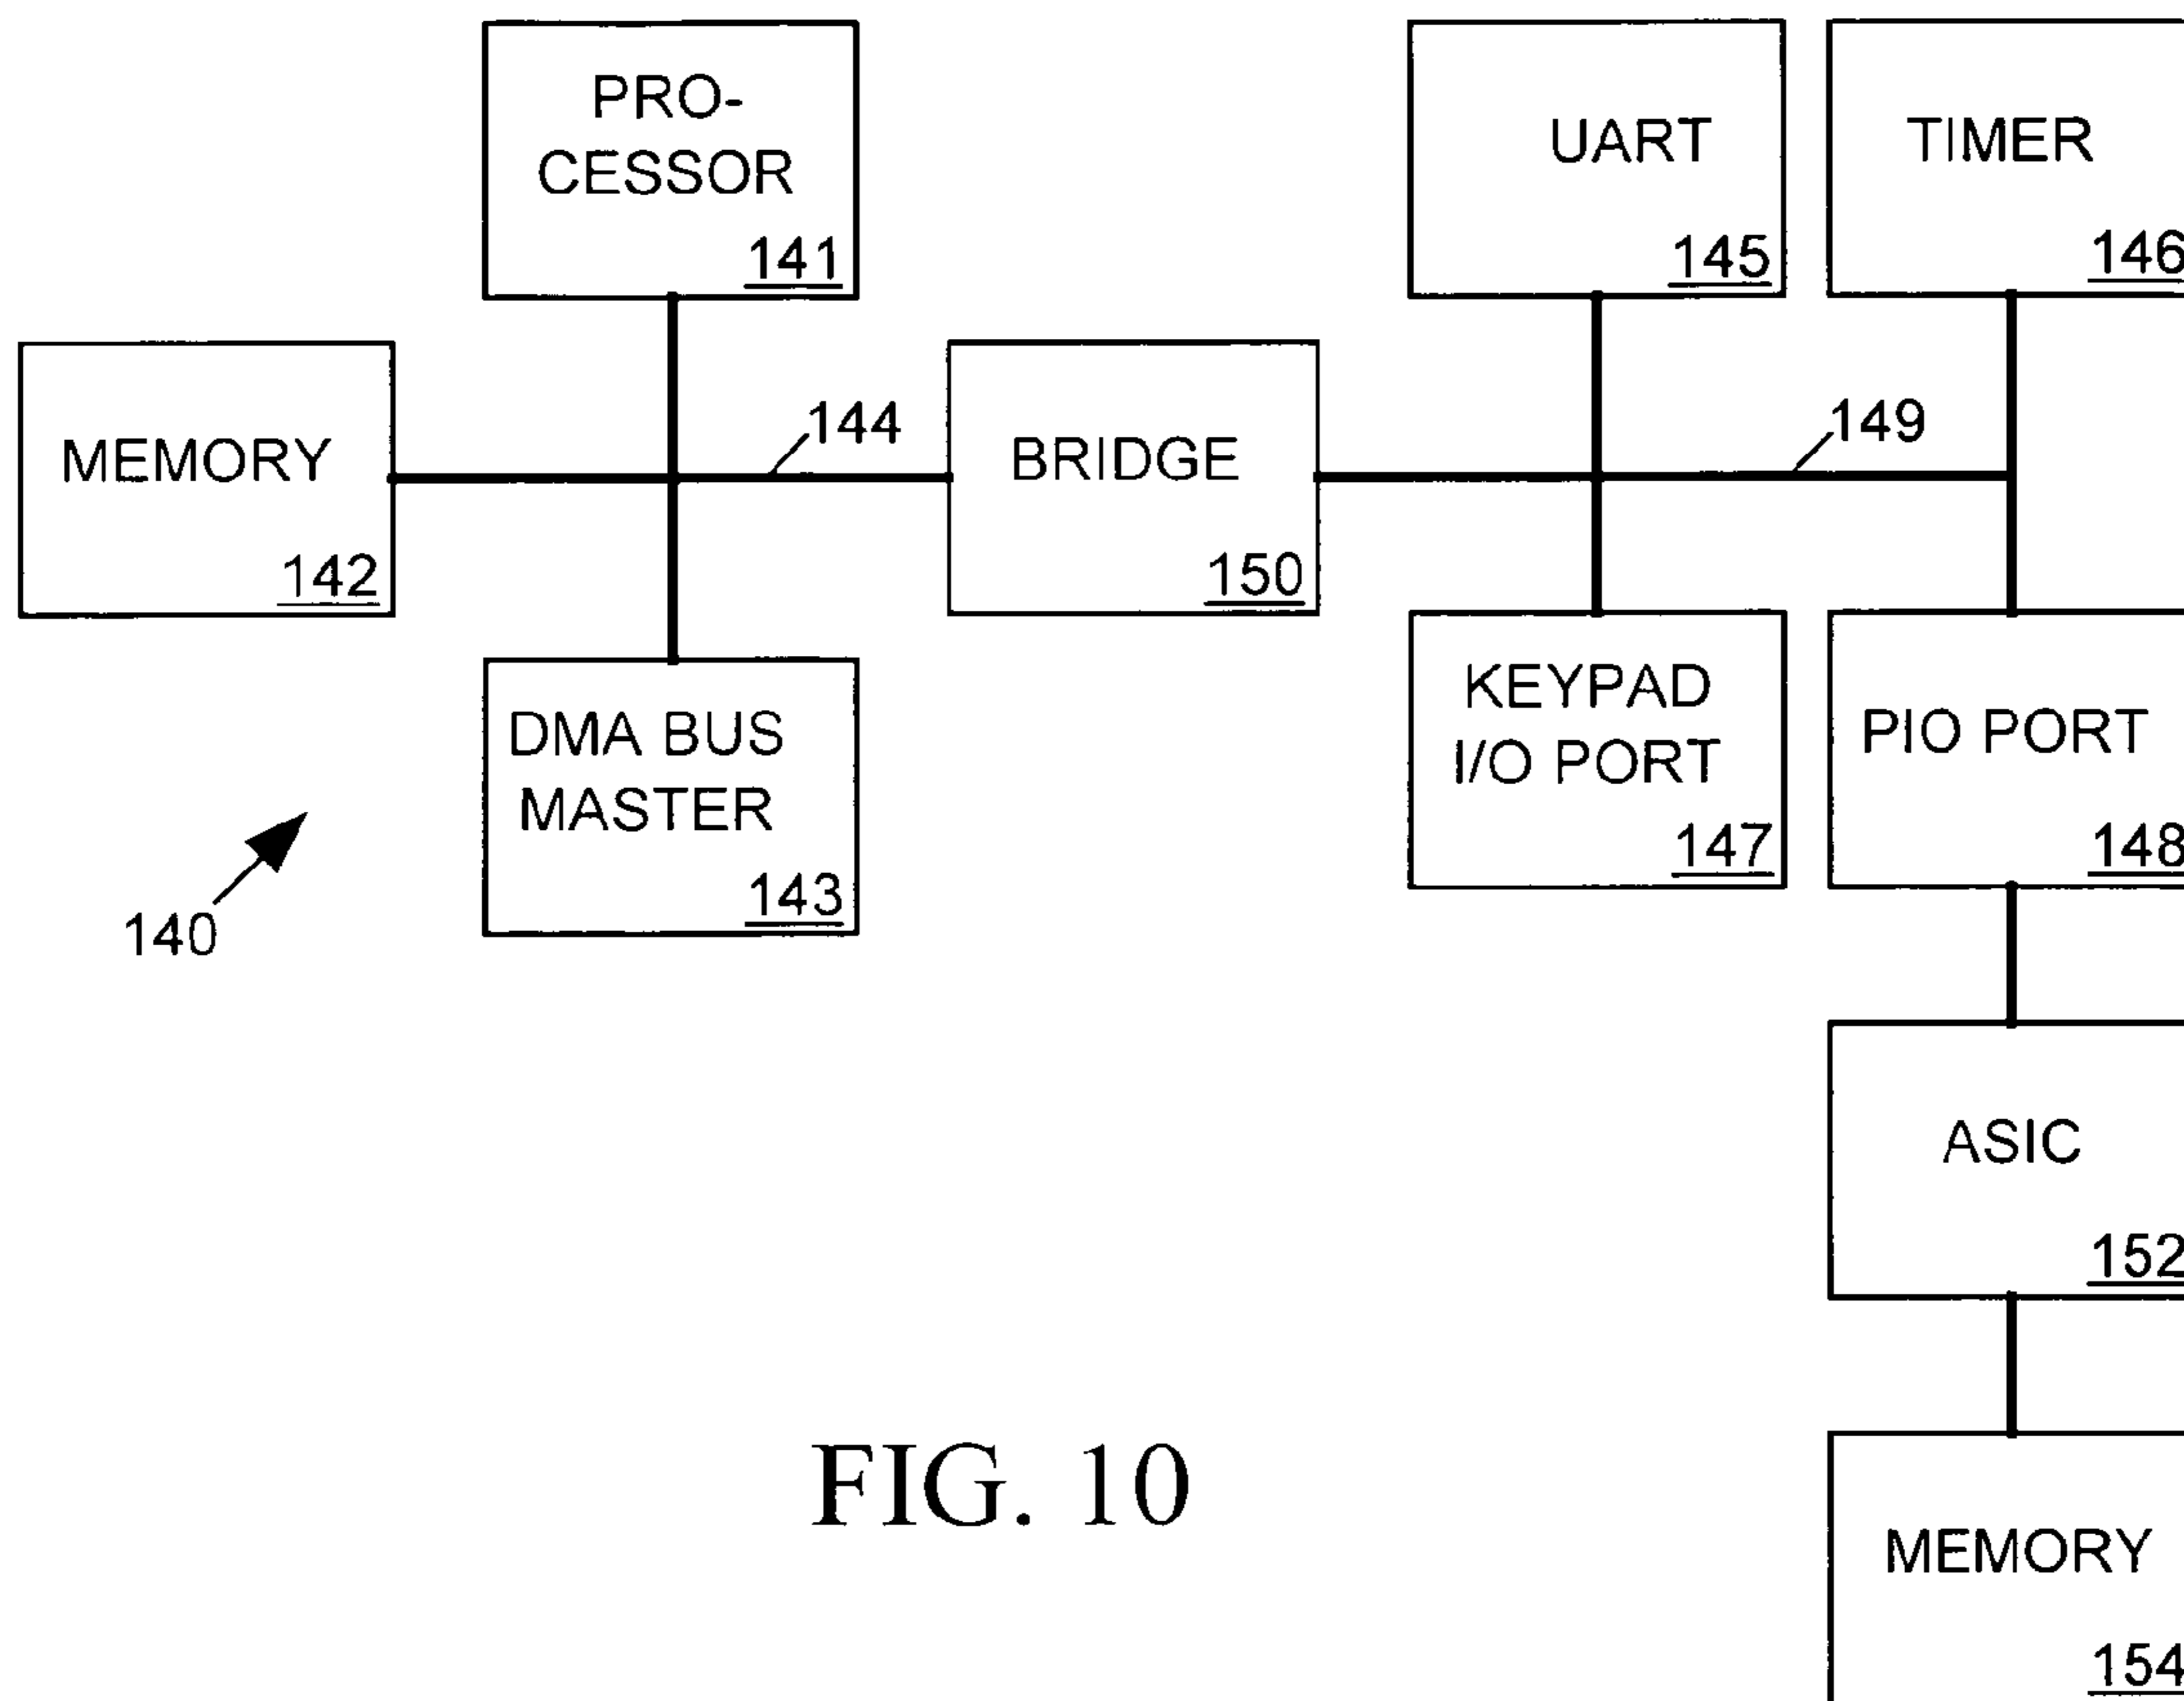 PRO-
CESSOR
141
UART
145
TIMER
146
MEMORY
142
144
BRIDGE
150
149
DMA BUS
MASTER
143
KEYPAD
I/O PORT
147
PIO PORT
148
140
ASIC
152
FIG. 10
MEMORY
154